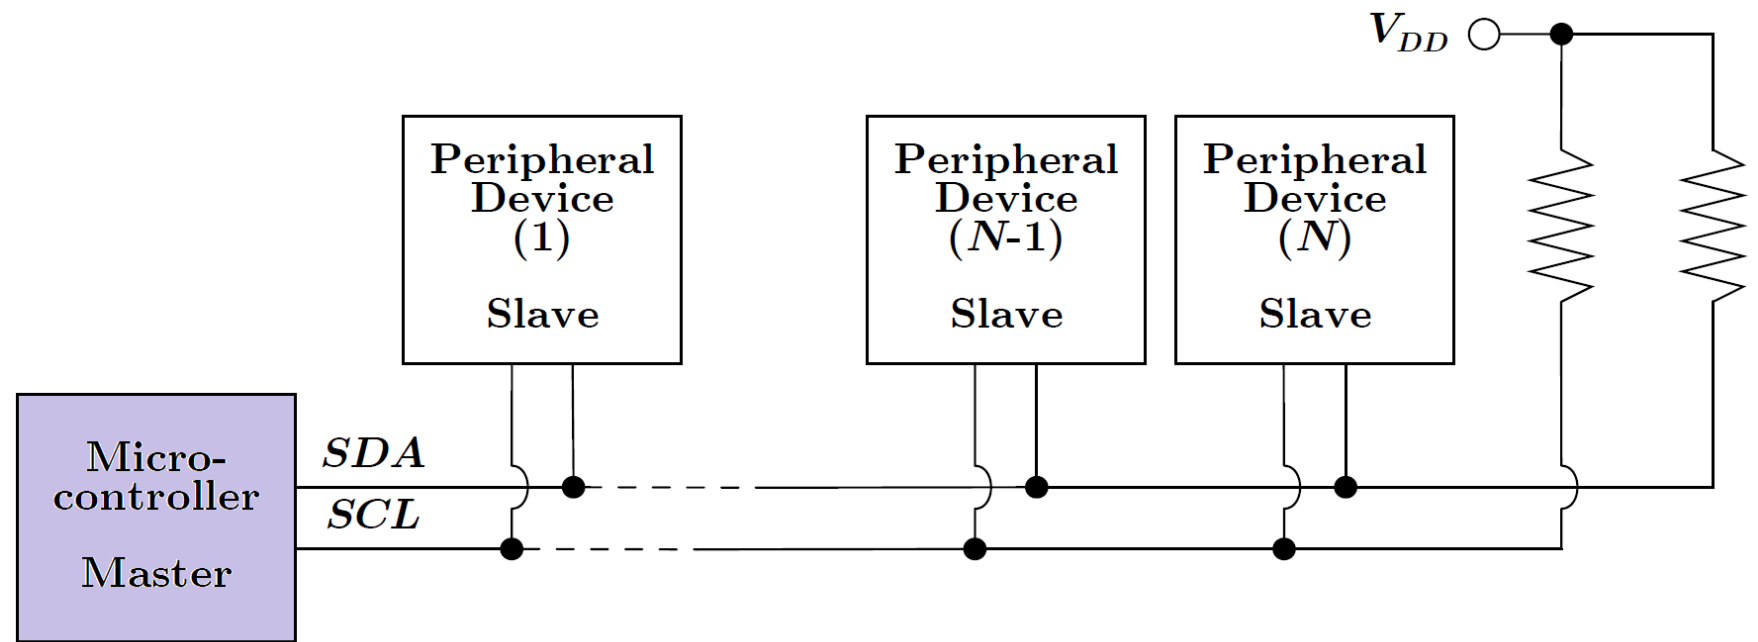 V_DD
Peripheral
Device
(1)
Slave
Peripheral
Device
(N-1)
Slave
Peripheral
Device
(N)
Slave
Micro-
controller
Master
SDA
SCL